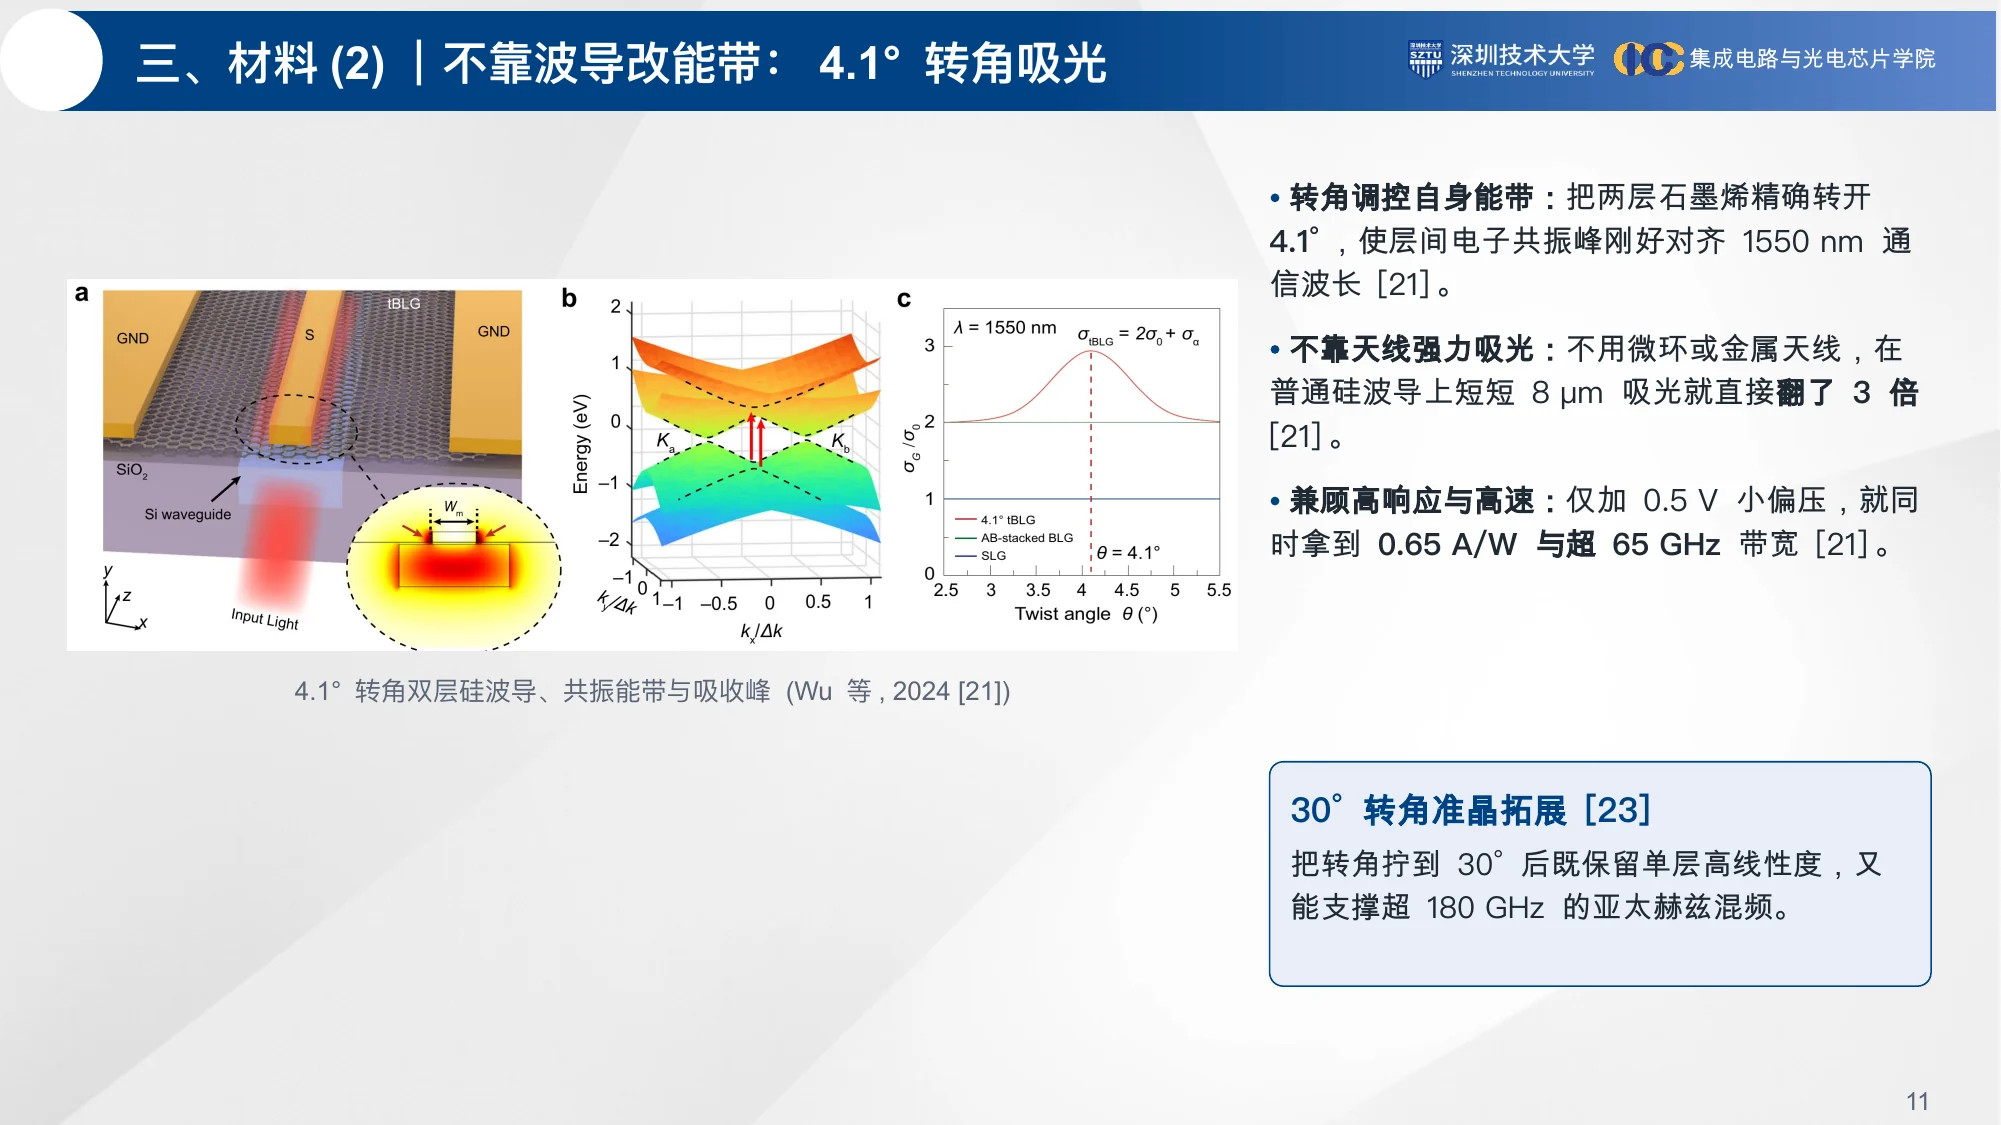 三、材料 (2) ｜不靠波导改能带： 4.1° 转角吸光
SZTU
深圳技术大学
SHENZHEN TECHNOLOGY UNIVERSITY
ICC
集成电路与光电芯片学院
a
tBLG
GND
S
GND
SiO2
Si waveguide
Wm
Input Light
y
z
x
b
2
1
0
–1
–2
Energy (eV)
Ka
Kb
–1
0
1
ky/Δk
–1 –0.5 0 0.5 1
kx/Δk
c
λ = 1550 nm
σtBLG = 2σ0 + σα
3
2
1
0
σG/σ0
4.1° tBLG
AB-stacked BLG
SLG
θ = 4.1°
2.5 3 3.5 4 4.5 5 5.5
Twist angle θ (°)
4.1° 转角双层硅波导、共振能带与吸收峰 (Wu 等 , 2024 [21])
• 转角调控自身能带：把两层石墨烯精确转开
4.1°，使层间电子共振峰刚好对齐 1550 nm 通
信波长 [21]。
• 不靠天线强力吸光：不用微环或金属天线，在
普通硅波导上短短 8 μm 吸光就直接翻了 3 倍
[21]。
• 兼顾高响应与高速：仅加 0.5 V 小偏压，就同
时拿到 0.65 A/W 与超 65 GHz 带宽 [21]。
30° 转角准晶拓展 [23]
把转角拧到 30° 后既保留单层高线性度，又
能支撑超 180 GHz 的亚太赫兹混频。
11